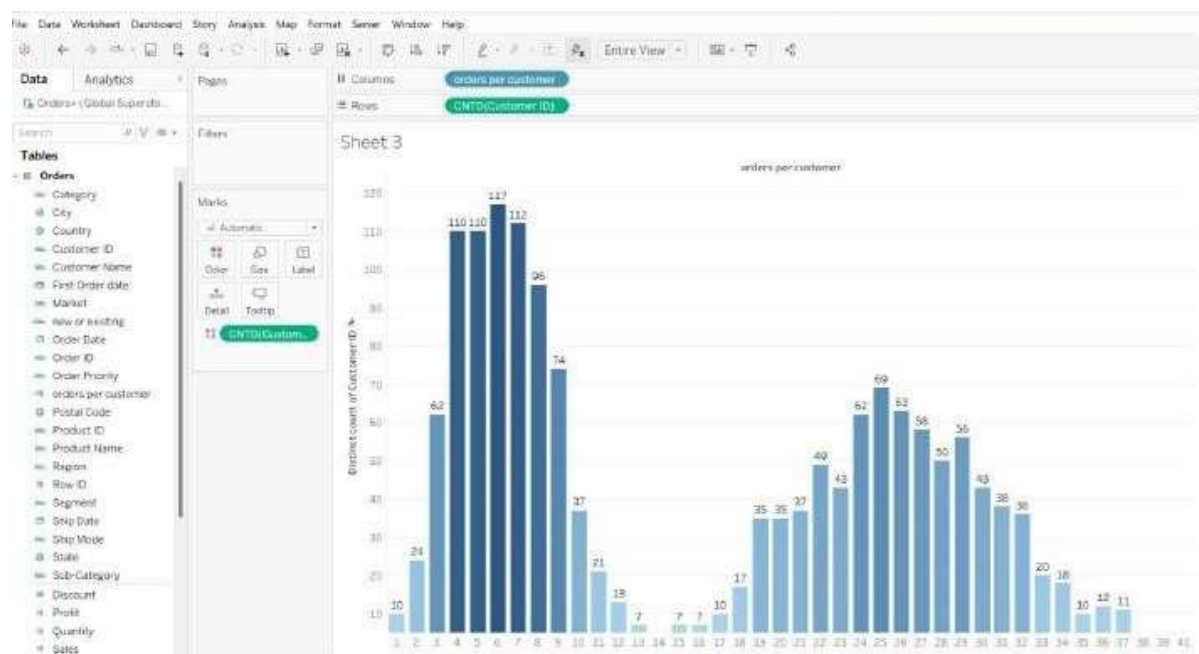 File Data Worksheet Dashboard Story Analysis Map Format Server Window Help
Entire View
Data Analytics
Orders+ (Global Supersto...
Search
Tables
Orders
Category
City
Country
Customer ID
Customer Name
First Order date
Market
new or existing
Order Date
Order ID
Order Priority
orders per customer
Postal Code
Product ID
Product Name
Region
Row ID
Segment
Ship Date
Ship Mode
State
Sub-Category
Discount
Profit
Quantity
Sales
Pages
Filters
Marks
Automatic
Color Size Label
Detail Tooltip
CNTD(Custom..
Columns orders per customer
Rows CNTD(Customer ID)
Sheet 3
orders per customer
Distinct count of Customer ID
120
110
100
90
80
70
60
50
40
30
20
10
10 24 62 110 110 117 112 96 74 37 21 13 7 7 7 10 17 35 35 37 49 43 62 69 63 58 50 56 43 38 36 20 18 10 12 11
1 2 3 4 5 6 7 8 9 10 11 12 13 14 15 16 17 18 19 20 21 22 23 24 25 26 27 28 29 30 31 32 33 34 35 36 37 38 39 41